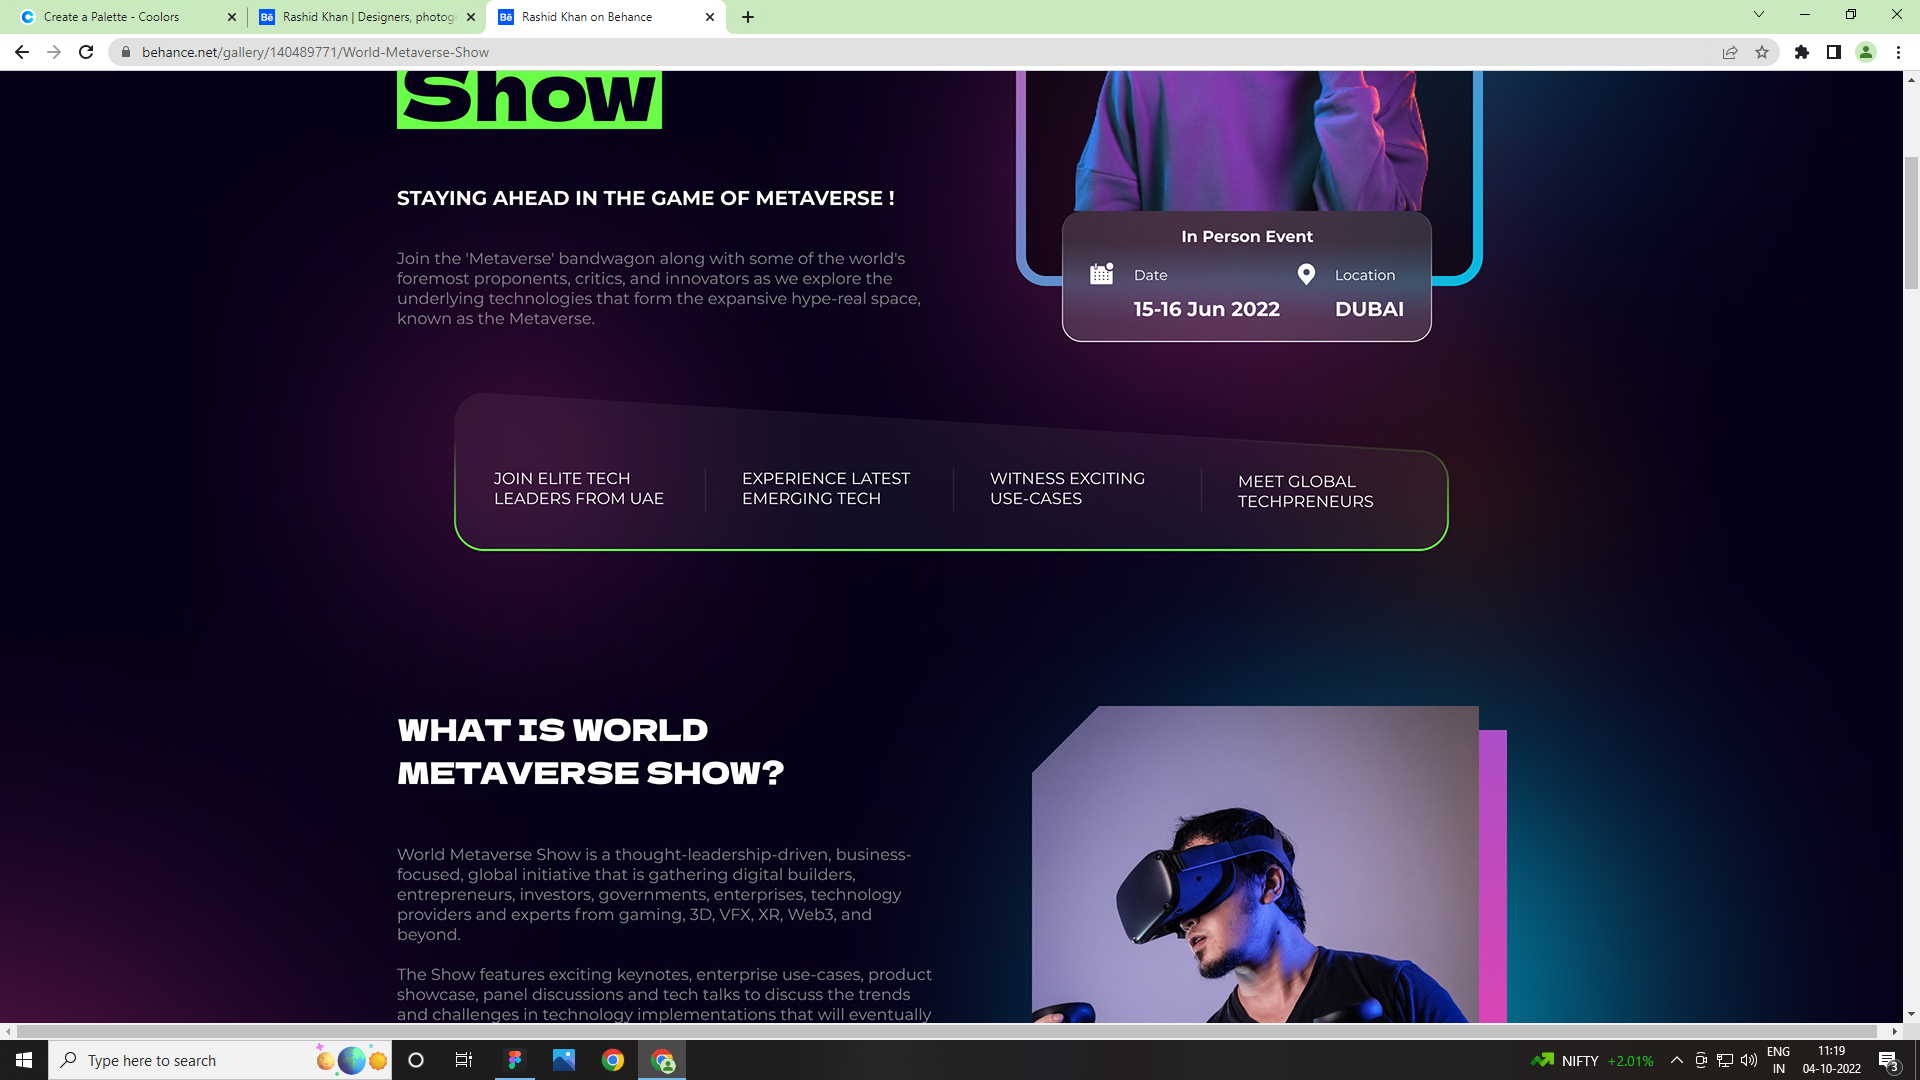 Create a Palette - Coolors
Rashid Khan | Designers, photog
Rashid Khan on Behance
behance.net/gallery/140489771/World-Metaverse-Show
Show
STAYING AHEAD IN THE GAME OF METAVERSE !
Join the 'Metaverse' bandwagon along with some of the world's
foremost proponents, critics, and innovators as we explore the
underlying technologies that form the expansive hype-real space,
known as the Metaverse.
In Person Event
Date
15-16 Jun 2022
Location
DUBAI
JOIN ELITE TECH
LEADERS FROM UAE
EXPERIENCE LATEST
EMERGING TECH
WITNESS EXCITING
USE-CASES
MEET GLOBAL
TECHPRENEURS
WHAT IS WORLD
METAVERSE SHOW?
World Metaverse Show is a thought-leadership-driven, business-
focused, global initiative that is gathering digital builders,
entrepreneurs, investors, governments, enterprises, technology
providers and experts from gaming, 3D, VFX, XR, Web3, and
beyond.
The Show features exciting keynotes, enterprise use-cases, product
showcase, panel discussions and tech talks to discuss the trends
and challenges in technology implementations that will eventually
Type here to search
NIFTY +2.01%
ENG
IN
11:19
04-10-2022
3